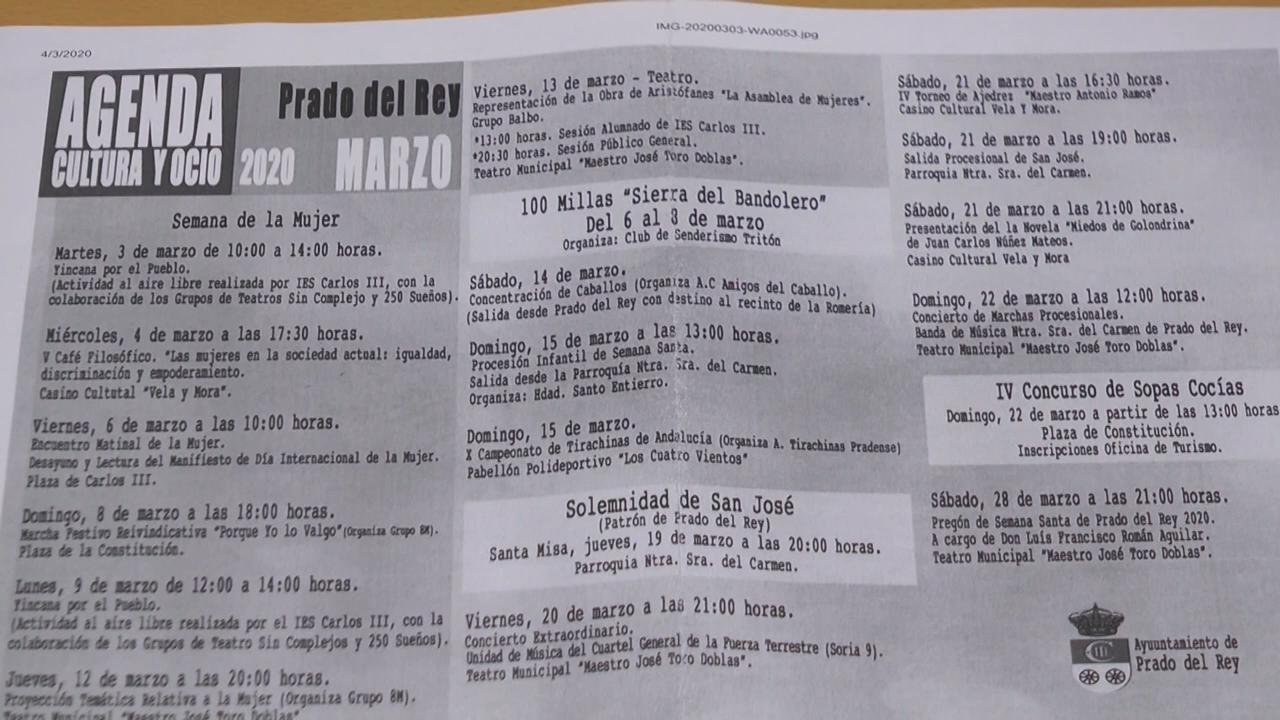 IMG-20200303-WA0053.jpg
4/3/2020
AGENDA
CULTURA Y OCIO
2020
Prado del Rey
MARZO
Semana de la Mujer
Martes, 3 de marzo de 10:00 a 14:00 horas.
Yincana por el Pueblo.
(Actividad al aire libre realizada por IES Carlos III, con la
colaboración de los Grupos de Teatros Sin Complejo y 250 Sueños).
Miércoles, 4 de marzo a las 17:30 horas.
V Café Filosófico. "Las mujeres en la sociedad actual: igualdad,
discriminación y empoderamiento.
Casino Cultutal "Vela y Mora".
Viernes, 6 de marzo a las 10:00 horas.
Encuentro Matinal de la Mujer.
Desayuno y Lectura del Manifiesto de Día Internacional de la Mujer.
Plaza de Carlos III.
Domingo, 8 de marzo a las 18:00 horas.
Marcha Festivo Reivindicativa "Porque Yo lo Valgo"(Organiza Grupo 8M).
Plaza de la Constitución.
Lunes, 9 de marzo de 12:00 a 14:00 horas.
Yincana por el Pueblo.
(Actividad al aire libre realizada por el IES Carlos III, con la
colaboración de los Grupos de Teatro Sin Complejos y 250 Sueños).
Jueves, 12 de marzo a las 20:00 horas.
Proyección Temática Relativa a la Mujer (Organiza Grupo 8M).
Teatro Municipal "Maestro José Toro Doblas"
Viernes, 13 de marzo - Teatro.
Representación de la Obra de Aristófanes "La Asamblea de Mujeres".
Grupo Balbo.
*13:00 horas. Sesión Alumnado de IES Carlos III.
*20:30 horas. Sesión Público General.
Teatro Municipal "Maestro José Toro Doblas".
100 Millas "Sierra del Bandolero"
Del 6 al 8 de marzo
Organiza: Club de Senderismo Tritón
Sábado, 14 de marzo.
Concentración de Caballos (Organiza A.C Amigos del Caballo).
(Salida desde Prado del Rey con destino al recinto de la Romería)
Domingo, 15 de marzo a las 13:00 horas.
Procesión Infantil de Semana Santa.
Salida desde la Parroquia Ntra. Sra. del Carmen.
Organiza: Hdad. Santo Entierro.
Domingo, 15 de marzo.
X Campeonato de Tirachinas de Andalucía (Organiza A. Tirachinas Pradense)
Pabellón Polideportivo "Los Cuatro Vientos"
Solemnidad de San José
(Patrón de Prado del Rey)
Santa Misa, jueves, 19 de marzo a las 20:00 horas.
Parroquia Ntra. Sra. del Carmen.
Viernes, 20 de marzo a las 21:00 horas.
Concierto Extraordinario.
Unidad de Música del Cuartel General de la Fuerza Terrestre (Soria 9).
Teatro Municipal "Maestro José Toro Doblas".
Sábado, 21 de marzo a las 16:30 horas.
IV Torneo de Ajedrez "Maestro Antonio Ramos"
Casino Cultural Vela Y Mora.
Sábado, 21 de marzo a las 19:00 horas.
Salida Procesional de San José.
Parroquia Ntra. Sra. del Carmen.
Sábado, 21 de marzo a las 21:00 horas.
Presentación del la Novela "Miedos de Golondrina"
de Juan Carlos Núñez Mateos.
Casino Cultural Vela y Mora
Domingo, 22 de marzo a las 12:00 horas.
Concierto de Marchas Procesionales.
Banda de Música Ntra. Sra. del Carmen de Prado del Rey.
Teatro Municipal "Maestro José Toro Doblas".
IV Concurso de Sopas Cocías
Domingo, 22 de marzo a partir de las 13:00 horas
Plaza de Constitución.
Inscripciones Oficina de Turismo.
Sábado, 28 de marzo a las 21:00 horas.
Pregón de Semana Santa de Prado del Rey 2020.
A cargo de Don Luís Francisco Román Aguilar.
Teatro Municipal "Maestro José Toro Doblas".
Ayuntamiento de
Prado del Rey